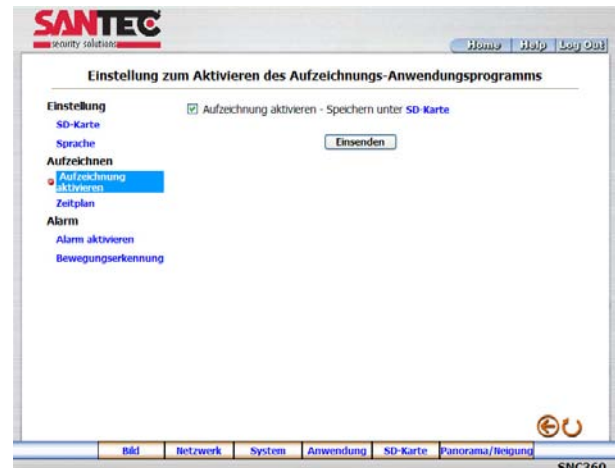 SANTEC
security solutions
Home Help Log Out
Einstellung zum Aktivieren des Aufzeichnungs-Anwendungsprogramms
Einstellung
SD-Karte
Sprache
Aufzeichnen
Aufzeichnung
aktivieren
Zeitplan
Alarm
Alarm aktivieren
Bewegungserkennung
Aufzeichnung aktivieren - Speichern unter SD-Karte
Einsenden
Bild Netzwerk System Anwendung SD-Karte Panorama/Neigung
SNC260